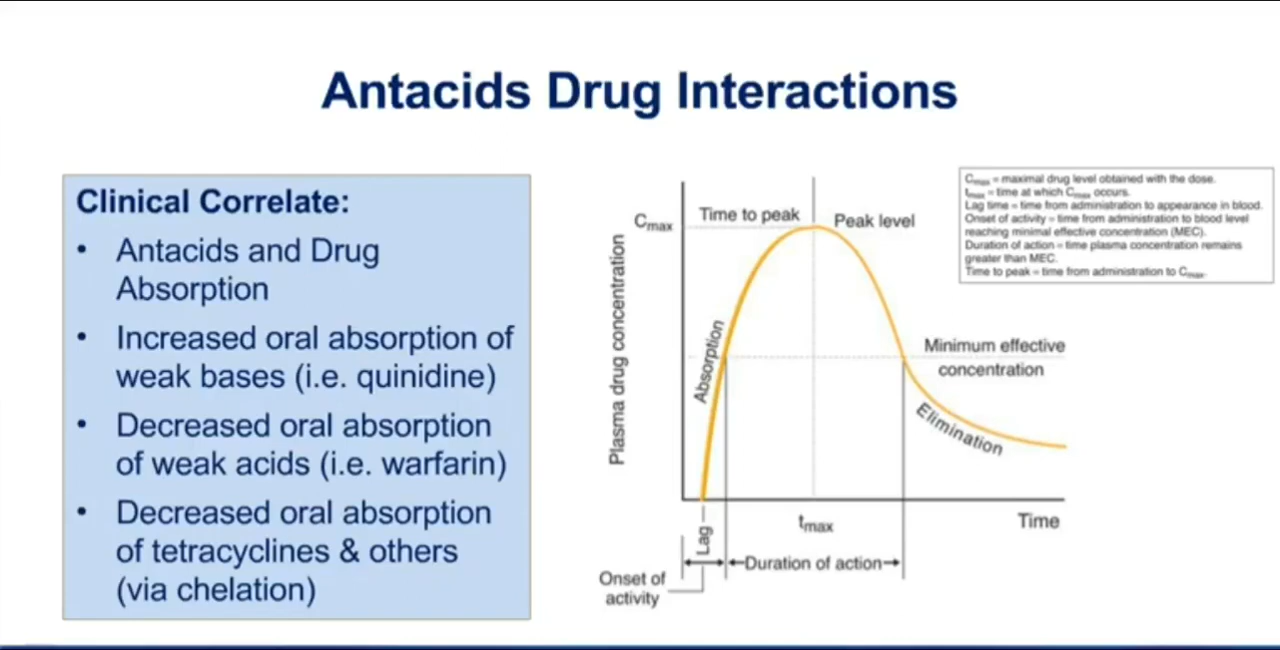 Antacids Drug Interactions
Clinical Correlate:
• Antacids and Drug
Absorption
• Increased oral absorption of
weak bases (i.e. quinidine)
• Decreased oral absorption
of weak acids (i.e. warfarin)
• Decreased oral absorption
of tetracyclines & others
(via chelation)
Cmax
Time to peak
Peak level
Plasma drug concentration
Absorption
Minimum effective
concentration
Elimination
Lag
tmax
Time
Duration of action
Onset of
activity
Cmax = maximal drug level obtained with the dose.
tmax = time at which Cmax occurs.
Lag time = time from administration to appearance in blood.
Onset of activity = time from administration to blood level
reaching minimal effective concentration (MEC).
Duration of action = time plasma concentration remains
greater than MEC.
Time to peak = time from administration to Cmax.